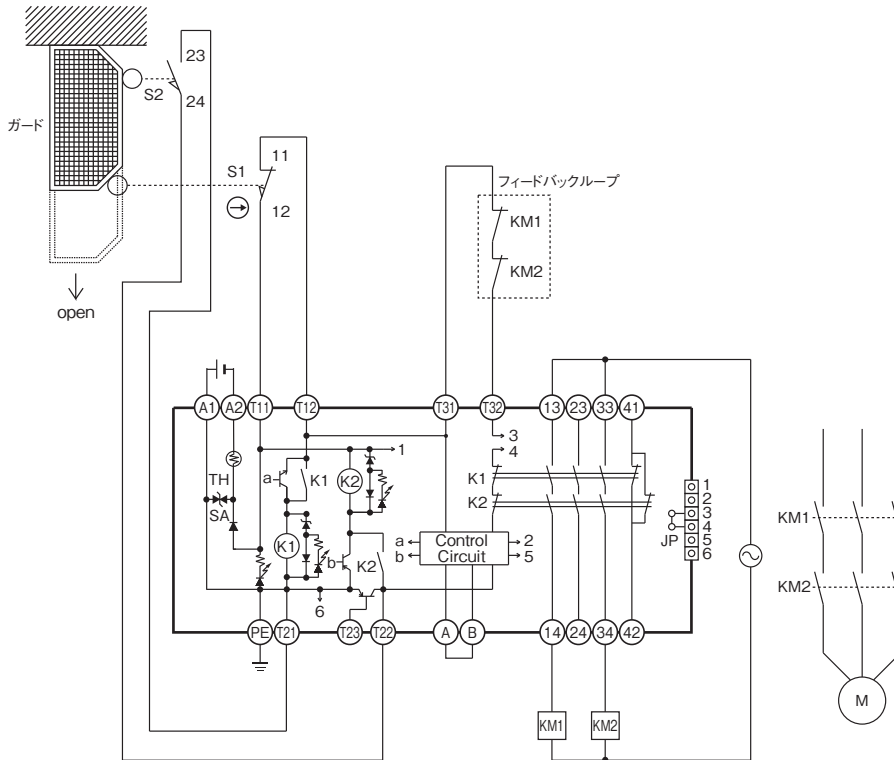 23
S2
24
ガード
11
S1
12
フィードバックループ
KM1
KM2
open
A1 A2 T11 T12 T31 T32 13 23 33 41
1
3
4
a K1 K2
K1
TH
SA
K2
1
2
3
4
5
6
JP
K1
a Control Circuit 2
b 5
b K2
6
KM1
KM2
PE T21 T23 T22 A B 14 24 34 42
M
KM1 KM2